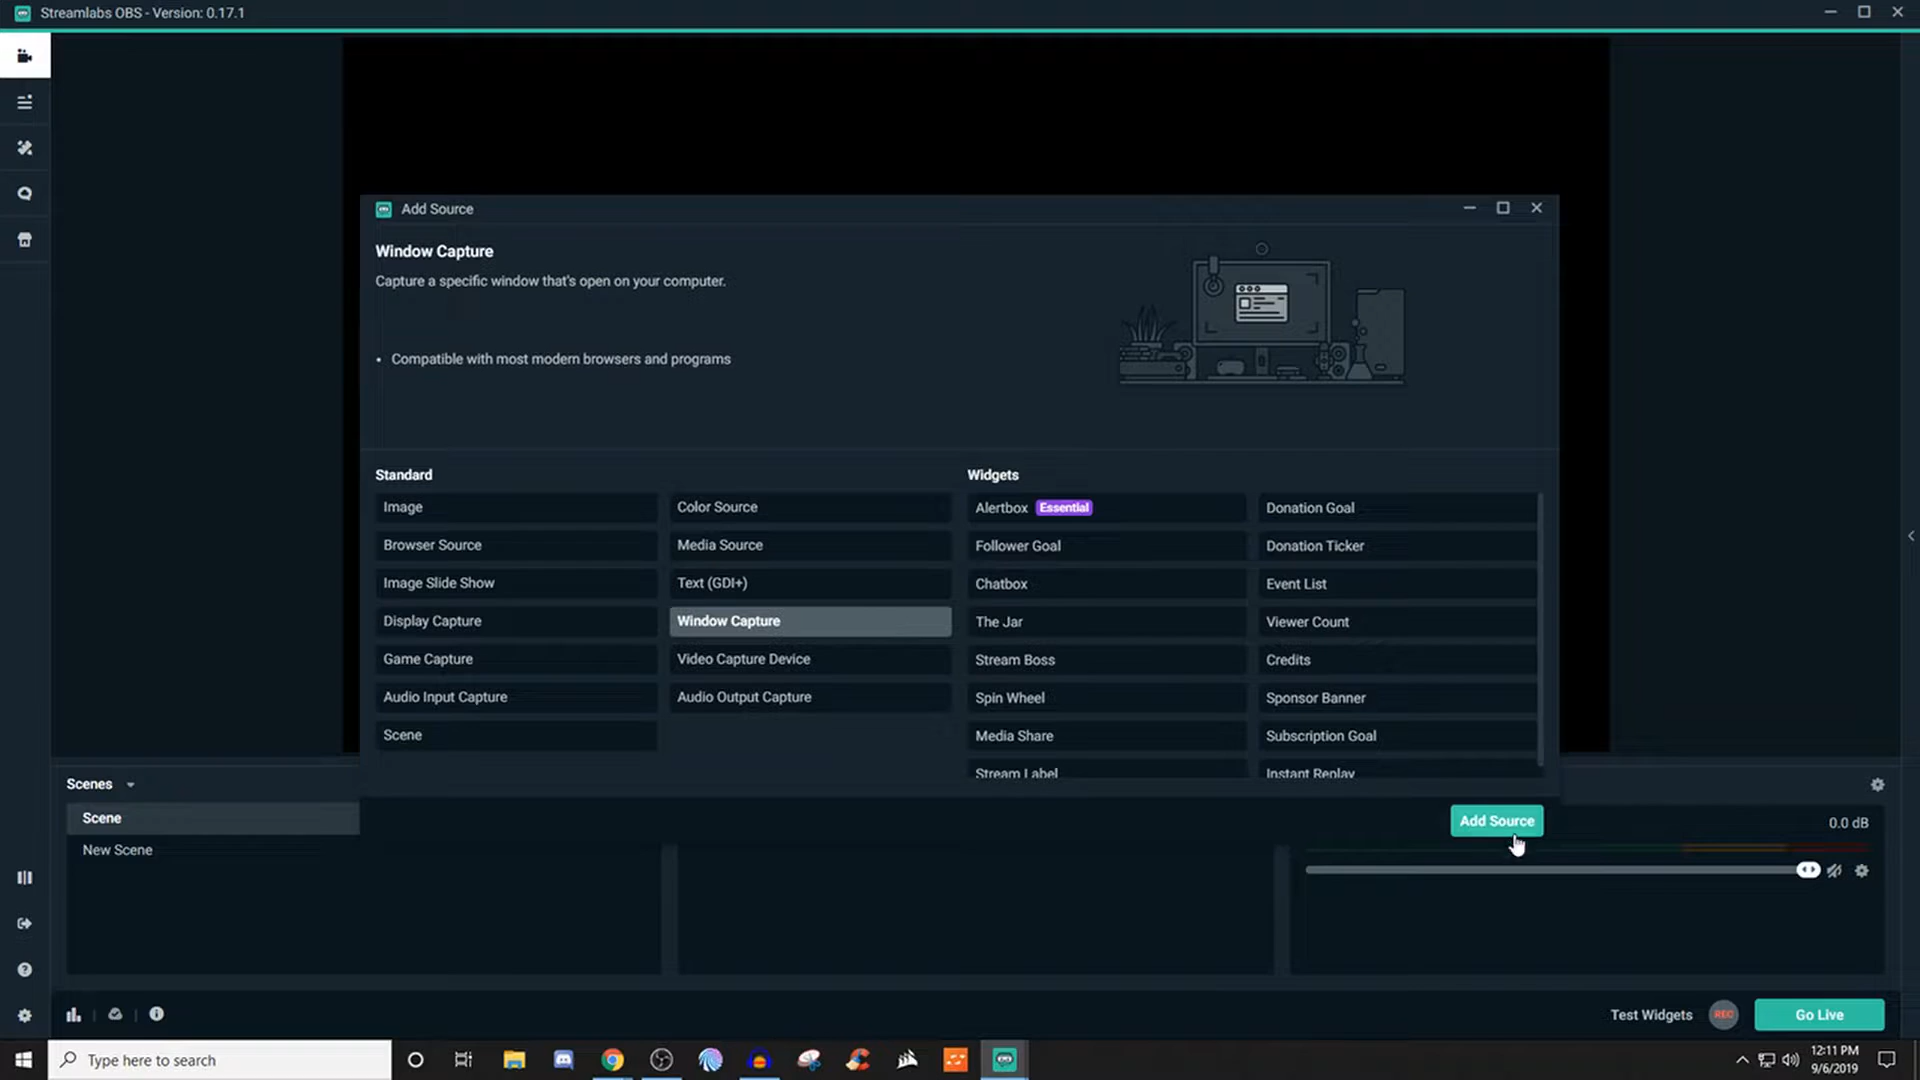 Streamlabs OBS - Version: 0.17.1
Add Source
Window Capture
Capture a specific window that's open on your computer.
• Compatible with most modern browsers and programs
Standard
Image
Color Source
Browser Source
Media Source
Image Slide Show
Text (GDI+)
Display Capture
Window Capture
Game Capture
Video Capture Device
Audio Input Capture
Audio Output Capture
Scene
Widgets
Alertbox Essential
Donation Goal
Follower Goal
Donation Ticker
Chatbox
Event List
The Jar
Viewer Count
Stream Boss
Credits
Spin Wheel
Sponsor Banner
Media Share
Subscription Goal
Stream Label
Instant Replay
Add Source
Scenes
Scene
New Scene
0.0 dB
Test Widgets
REC
Go Live
Type here to search
12:11 PM
9/6/2019